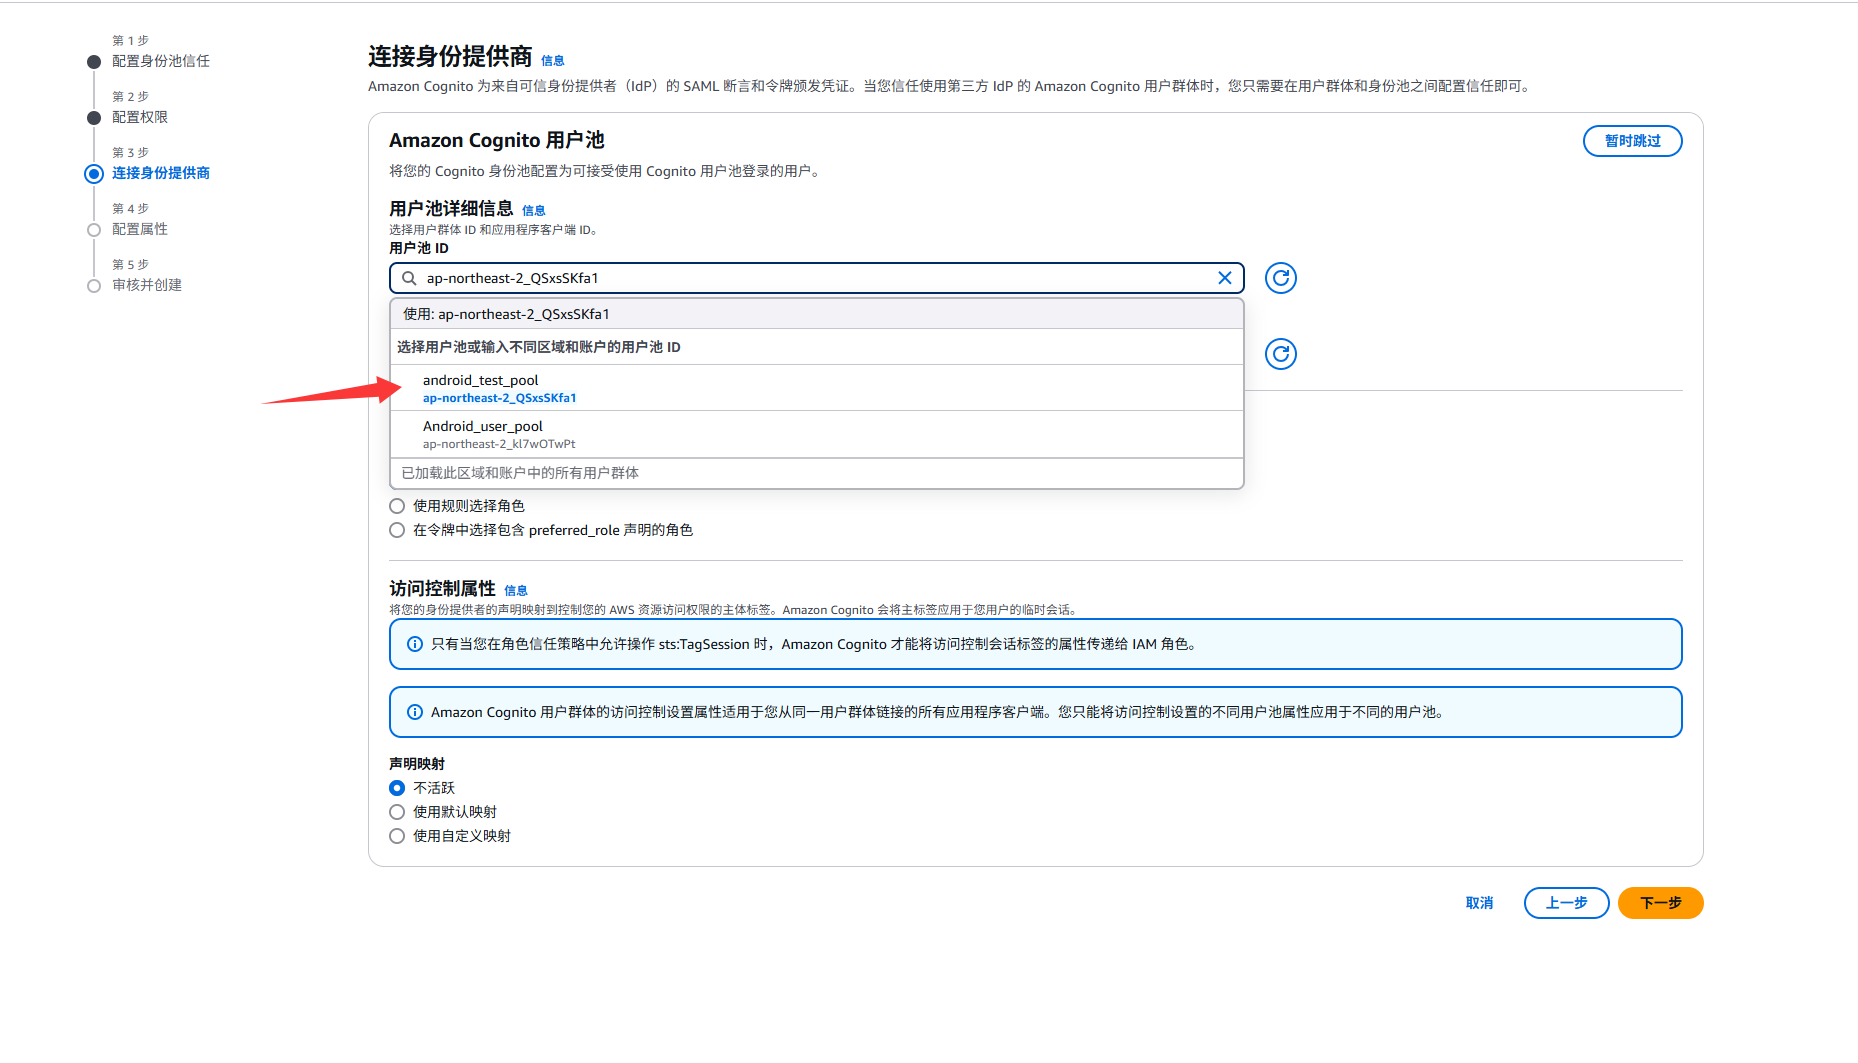 第 1 步
配置身份池信任
第 2 步
配置权限
第 3 步
连接身份提供商
第 4 步
配置属性
第 5 步
审核并创建
连接身份提供商 信息
Amazon Cognito 为来自可信身份提供者（IdP）的 SAML 断言和令牌颁发凭证。当您信任使用第三方 IdP 的 Amazon Cognito 用户群体时，您只需要在用户群体和身份池之间配置信任即可。
Amazon Cognito 用户池
暂时跳过
将您的 Cognito 身份池配置为可接受使用 Cognito 用户池登录的用户。
用户池详细信息 信息
选择用户群体 ID 和应用程序客户端 ID。
用户池 ID
ap-northeast-2_QSxsSKfa1
使用: ap-northeast-2_QSxsSKfa1
选择用户池或输入不同区域和账户的用户池 ID
android_test_pool
ap-northeast-2_QSxsSKfa1
Android_user_pool
ap-northeast-2_kl7wOTwPt
已加载此区域和账户中的所有用户群体
使用规则选择角色
在令牌中选择包含 preferred_role 声明的角色
访问控制属性 信息
将您的身份提供者的声明映射到控制您的 AWS 资源访问权限的主体标签。Amazon Cognito 会将主标签应用于您用户的临时会话。
只有当您在角色信任策略中允许操作 sts:TagSession 时，Amazon Cognito 才能将访问控制会话标签的属性传递给 IAM 角色。
Amazon Cognito 用户群体的访问控制设置属性适用于您从同一用户群体链接的所有应用程序客户端。您只能将访问控制设置的不同用户池属性应用于不同的用户池。
声明映射
不活跃
使用默认映射
使用自定义映射
取消
上一步
下一步